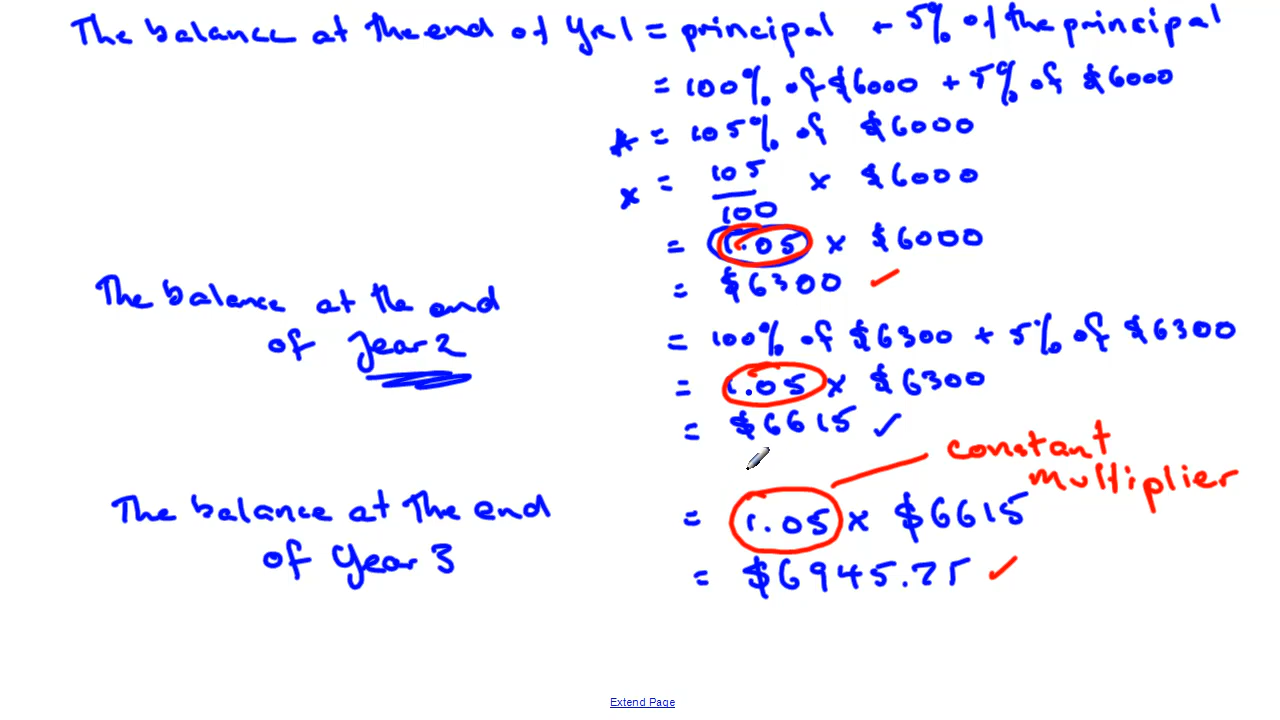 The balance at the end of YR1 = principal + 5% of the principal
= 100% of $6000 + 5% of $6000
* = 105% of $6000
x = 105/100 x $6000
= 1.05 x $6000
= $6300 ✓
The balance at the end of Year 2
= 100% of $6300 + 5% of $6300
= 1.05 x $6300
= $6615 ✓
constant multiplier
The balance at the end of Year 3
= 1.05 x $6615
= $6945.75 ✓
Extend Page